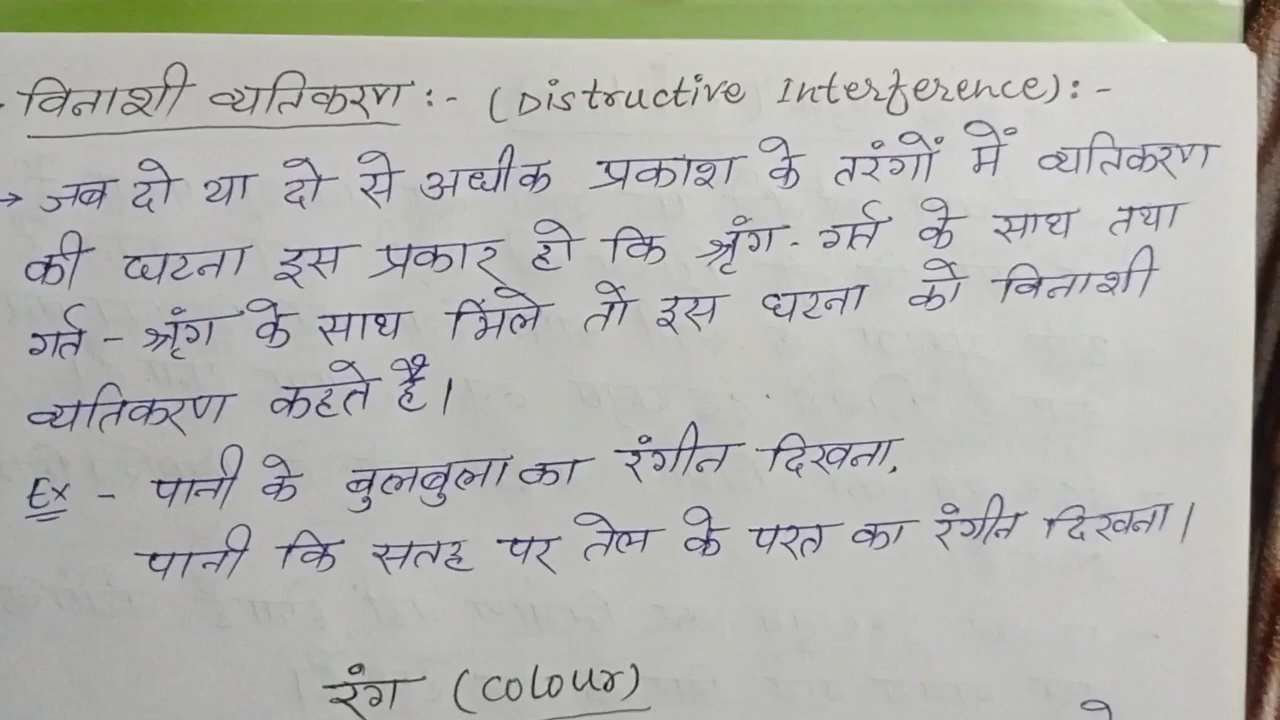 विनाशी व्यतिकरण :- (Distructive Interference) :-
→ जब दो या दो से अधीक प्रकाश के तरंगों में व्यतिकरण
की घटना इस प्रकार हो कि श्रृंग - गर्त के साथ तथा
गर्त - श्रृंग के साथ मिले तो इस घटना को विनाशी
व्यतिकरण कहते है।
Ex - पानी के बुलबुला का रंगीन दिखना,
पानी कि सतह पर तेल के परत का रंगीन दिखना।
रंग (colour)